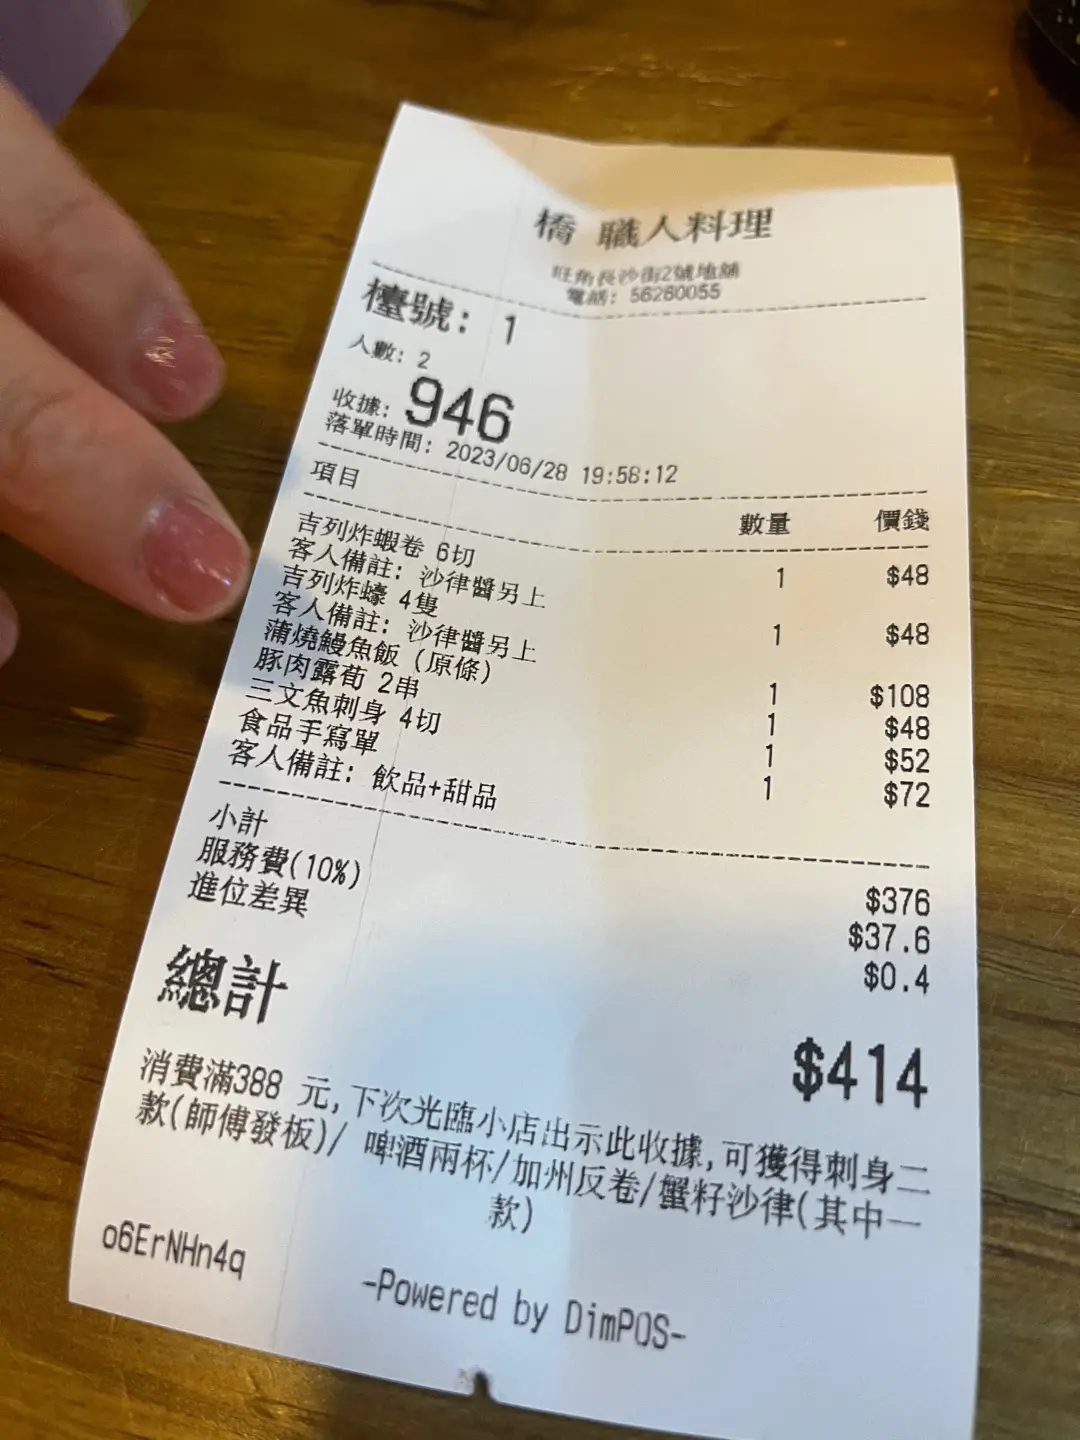 橋 職人料理
旺角長沙街2號地舖
電話: 56260055
檯號: 1
人數: 2
收據: 946
落單時間: 2023/06/28 19:58:12
項目 數量 價錢
吉列炸蝦卷 6切 1 $48
客人備註: 沙律醬另上
吉列炸蠔 4隻 1 $48
客人備註: 沙律醬另上
蒲燒鰻魚飯 (原條) 1 $108
豚肉露荀 2串 1 $48
三文魚刺身 4切 1 $52
食品手寫單 1 $72
客人備註: 飲品+甜品
小計 $376
服務費(10%) $37.6
進位差異 $0.4
總計 $414
消費滿388 元,下次光臨小店出示此收據,可獲得刺身二
款(師傅發板)/ 啤酒兩杯/加州反卷/蟹籽沙律(其中一
款)
o6ErNHn4q
-Powered by DimPOS-